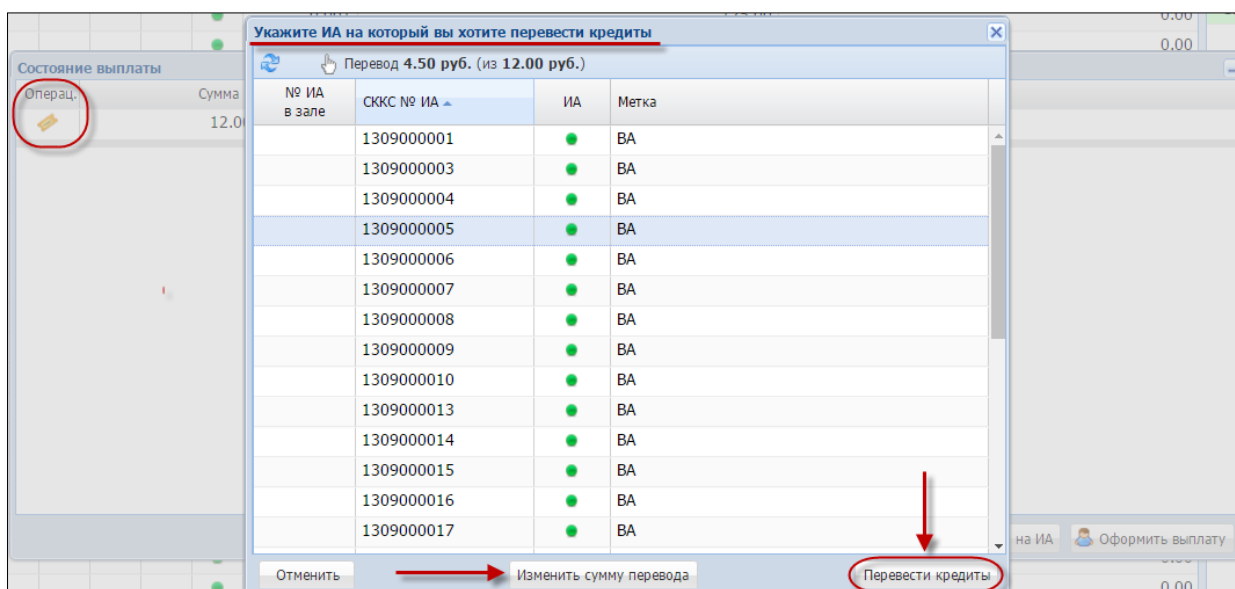 0.00
Укажите ИА на который вы хотите перевести кредиты
0.00
Состояние выплаты
Перевод 4.50 руб. (из 12.00 руб.)
Операц. Сумма
№ ИА в зале СККС № ИА ИА Метка
12.00
1309000001 ВА
1309000003 ВА
1309000004 ВА
1309000005 ВА
1309000006 ВА
1309000007 ВА
1309000008 ВА
1309000009 ВА
1309000010 ВА
1309000013 ВА
1309000014 ВА
1309000015 ВА
1309000016 ВА
1309000017 ВА
на ИА Оформить выплату
Отменить Изменить сумму перевода Перевести кредиты
0.00